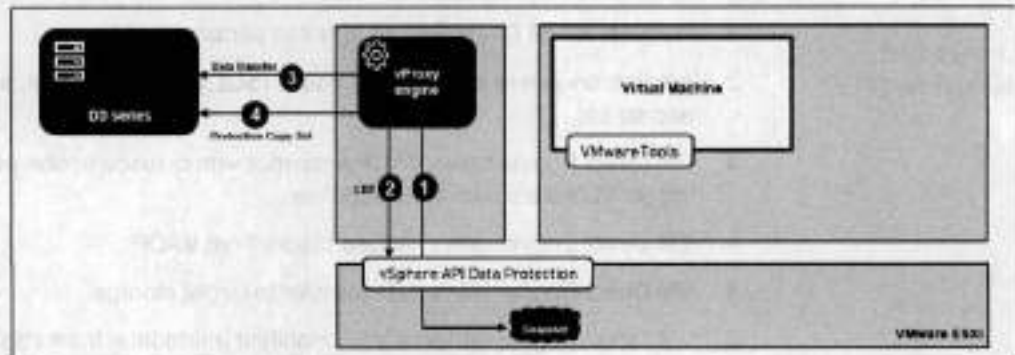 Data transfer
3
vProxy
engine
Virtual Machine
DD series
4
Protection Copy Set
VMwareTools
CBT
2
1
vSphere API Data Protection
Snapshot
VMware ESXi